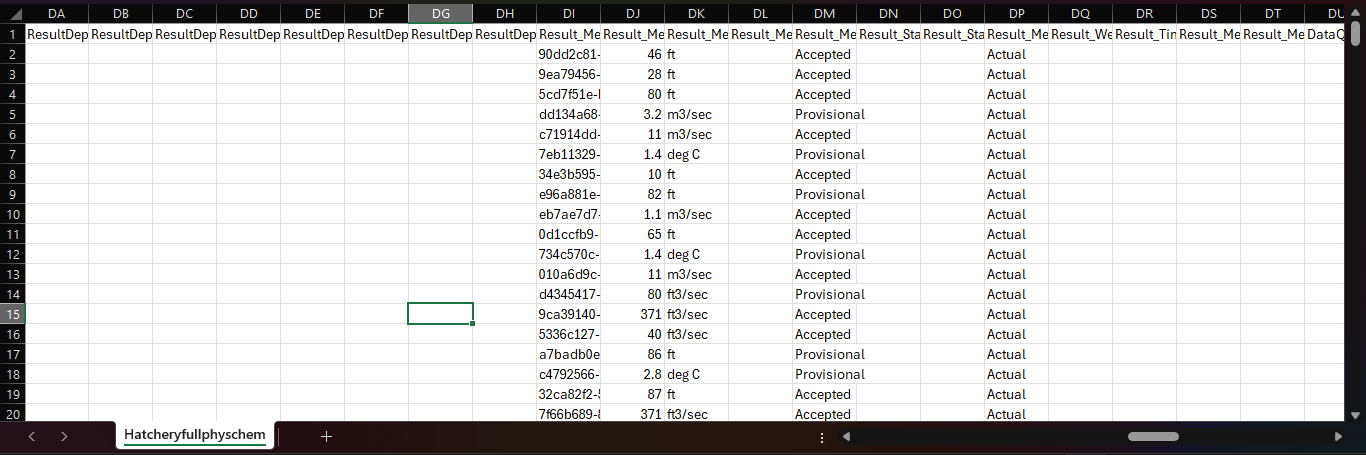 DA DB DC DD DE DF DG DH DI DJ DK DL DM DN DO DP DQ DR DS DT DU
1 ResultDep ResultDep ResultDep ResultDep ResultDep ResultDep ResultDep ResultDep Result_Me Result_Me Result_Me Result_Me Result_Me Result_Sta Result_Sta Result_Me Result_We Result_Tin Result_Me Result_Me DataQ
2 90dd2c81- 46 ft Accepted Actual
3 9ea79456- 28 ft Accepted Actual
4 5cd7f51e- 80 ft Accepted Actual
5 dd134a68- 3.2 m3/sec Provisional Actual
6 c71914dd- 11 m3/sec Accepted Actual
7 7eb11329- 1.4 deg C Provisional Actual
8 34e3b595- 10 ft Accepted Actual
9 e96a881e- 82 ft Provisional Actual
10 eb7ae7d7- 1.1 m3/sec Accepted Actual
11 0d1ccfb9- 65 ft Accepted Actual
12 734c570c- 1.4 deg C Provisional Actual
13 010a6d9c- 11 m3/sec Accepted Actual
14 d4345417- 80 ft3/sec Provisional Actual
15 9ca39140- 371 ft3/sec Accepted Actual
16 5336c127- 40 ft3/sec Accepted Actual
17 a7badb0e 86 ft Provisional Actual
18 c4792566- 2.8 deg C Provisional Actual
19 32ca82f2- 87 ft Accepted Actual
20 7f66b689- 371 ft3/sec Accepted Actual
Hatcheryfullphyschem